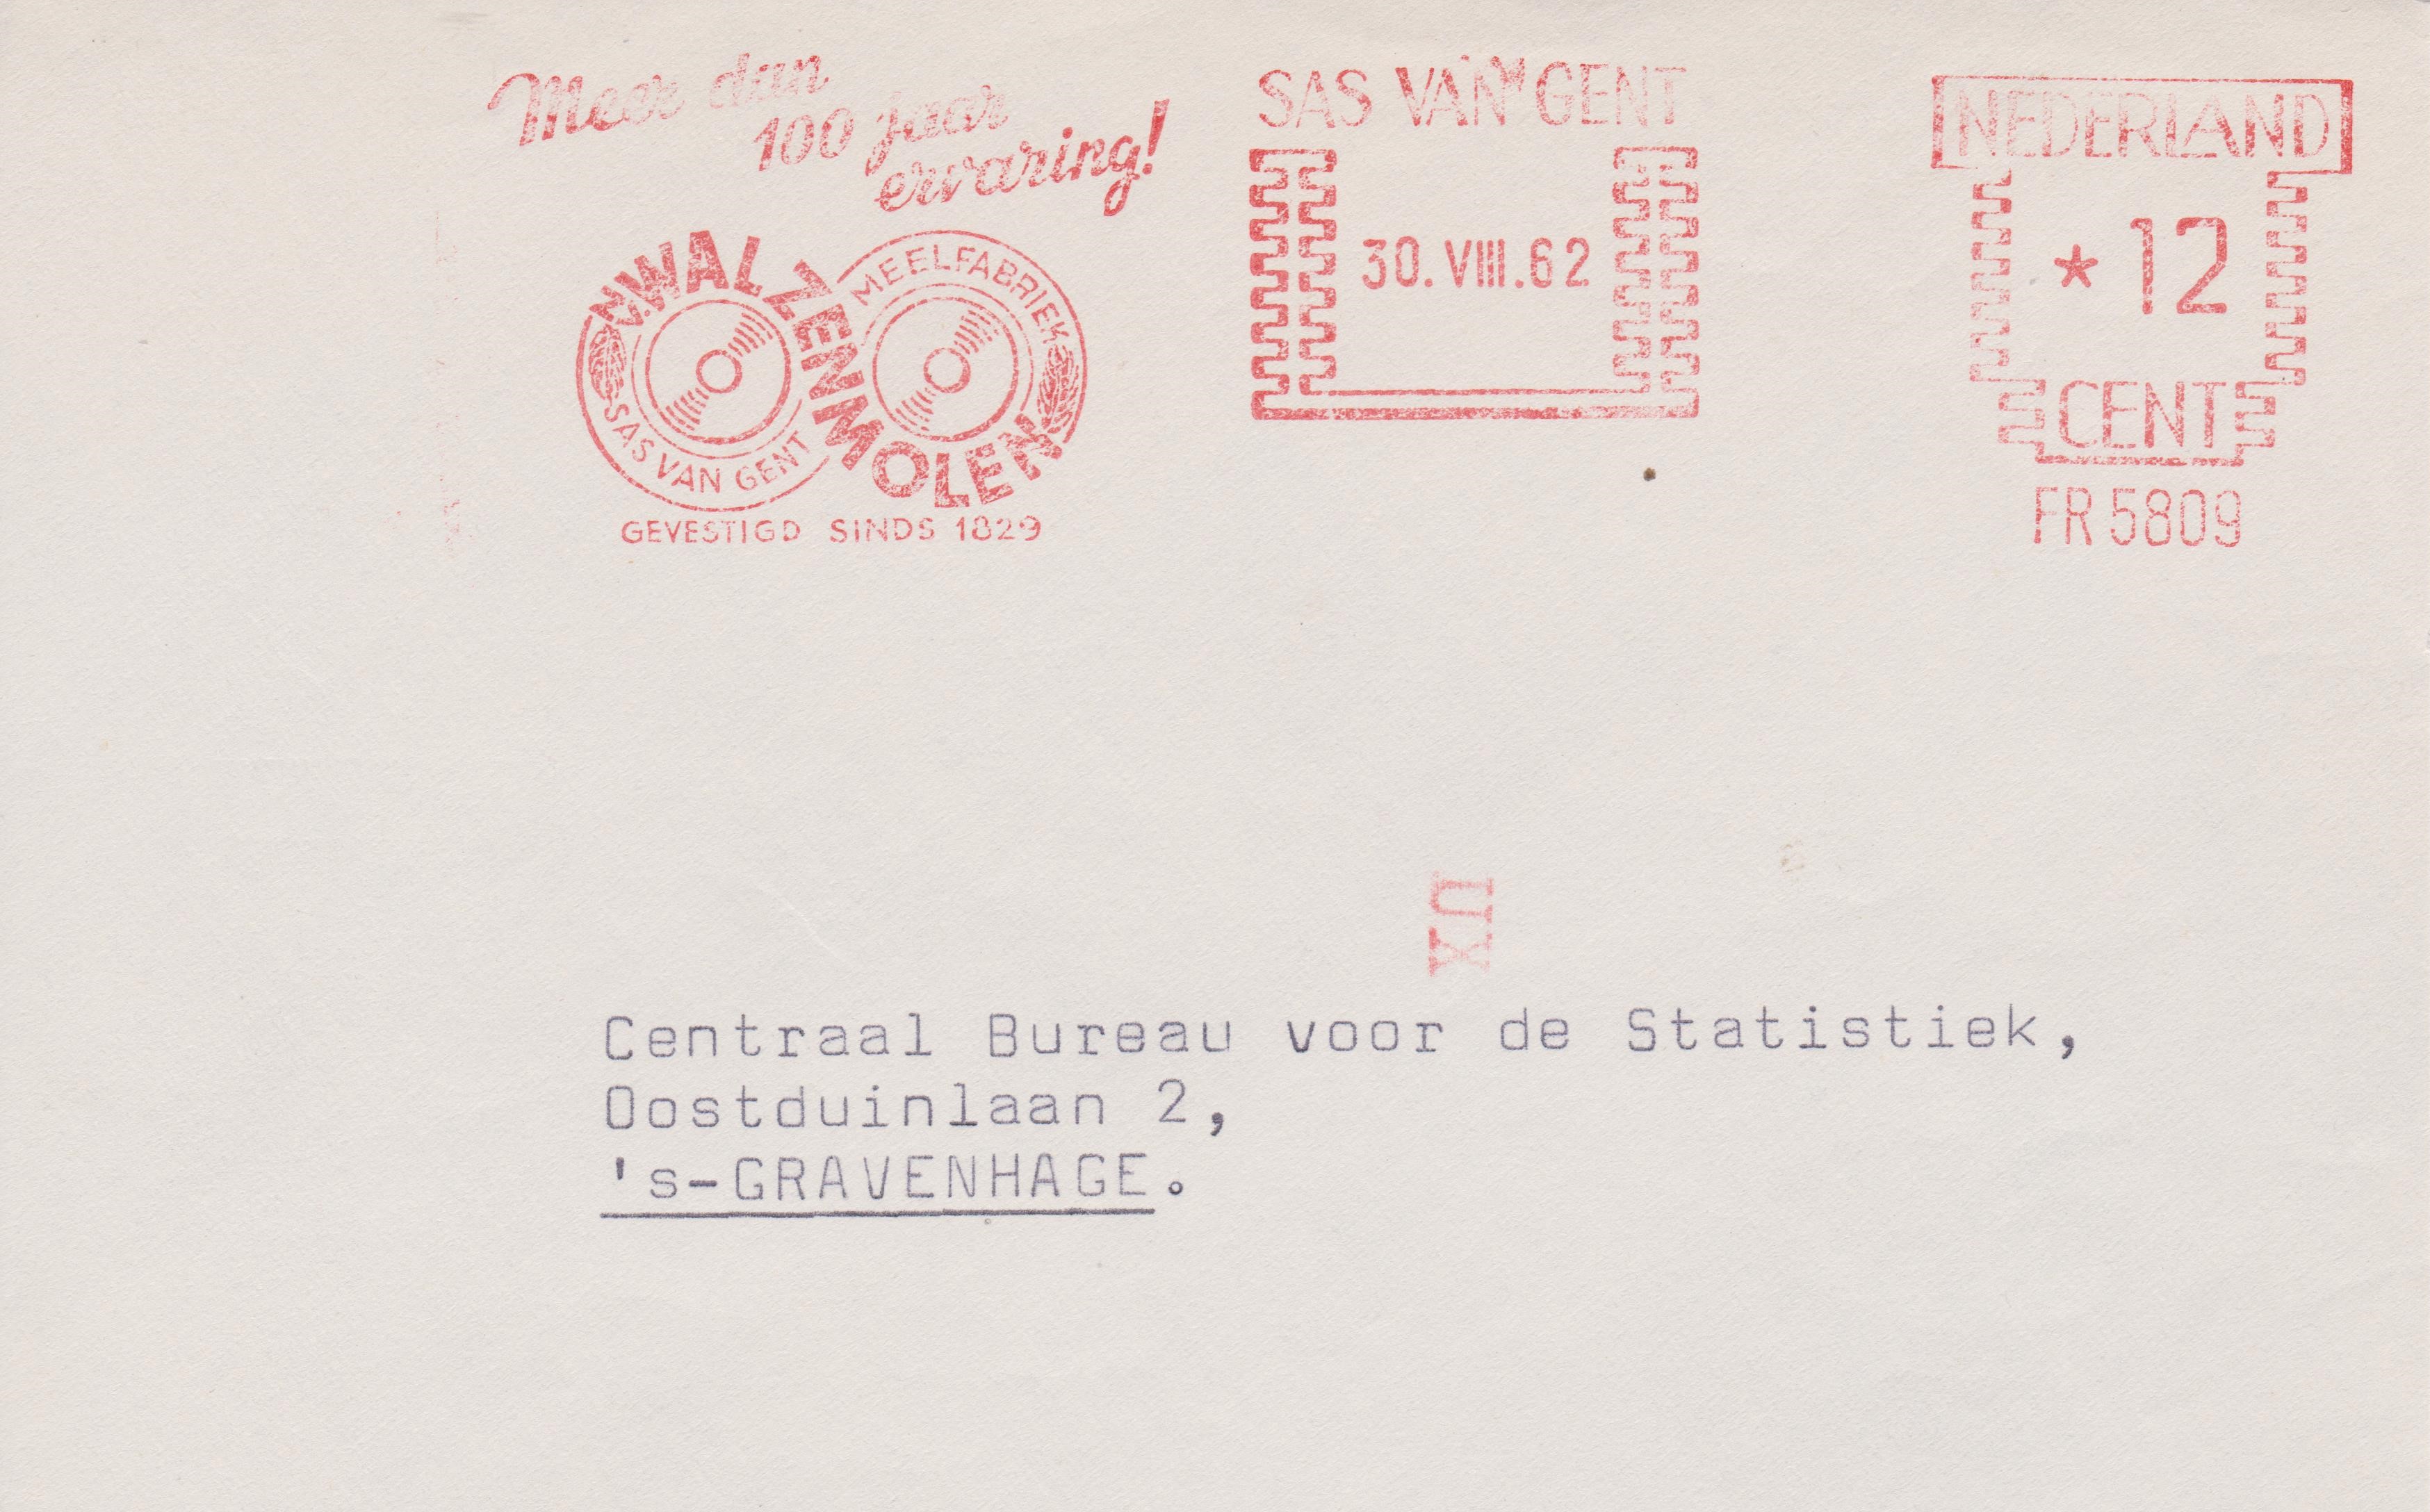 Meer dan
100 jaar
ervaring!
N.V. WALZENMOLEN
MEELFABRIEK
SAS VAN GENT
GEVESTIGD SINDS 1829
SAS VAN GENT
30.VIII.62
NEDERLAND
* 12
CENT
FR 5809
UX
Centraal Bureau voor de Statistiek,
Oostduinlaan 2,
's-GRAVENHAGE.